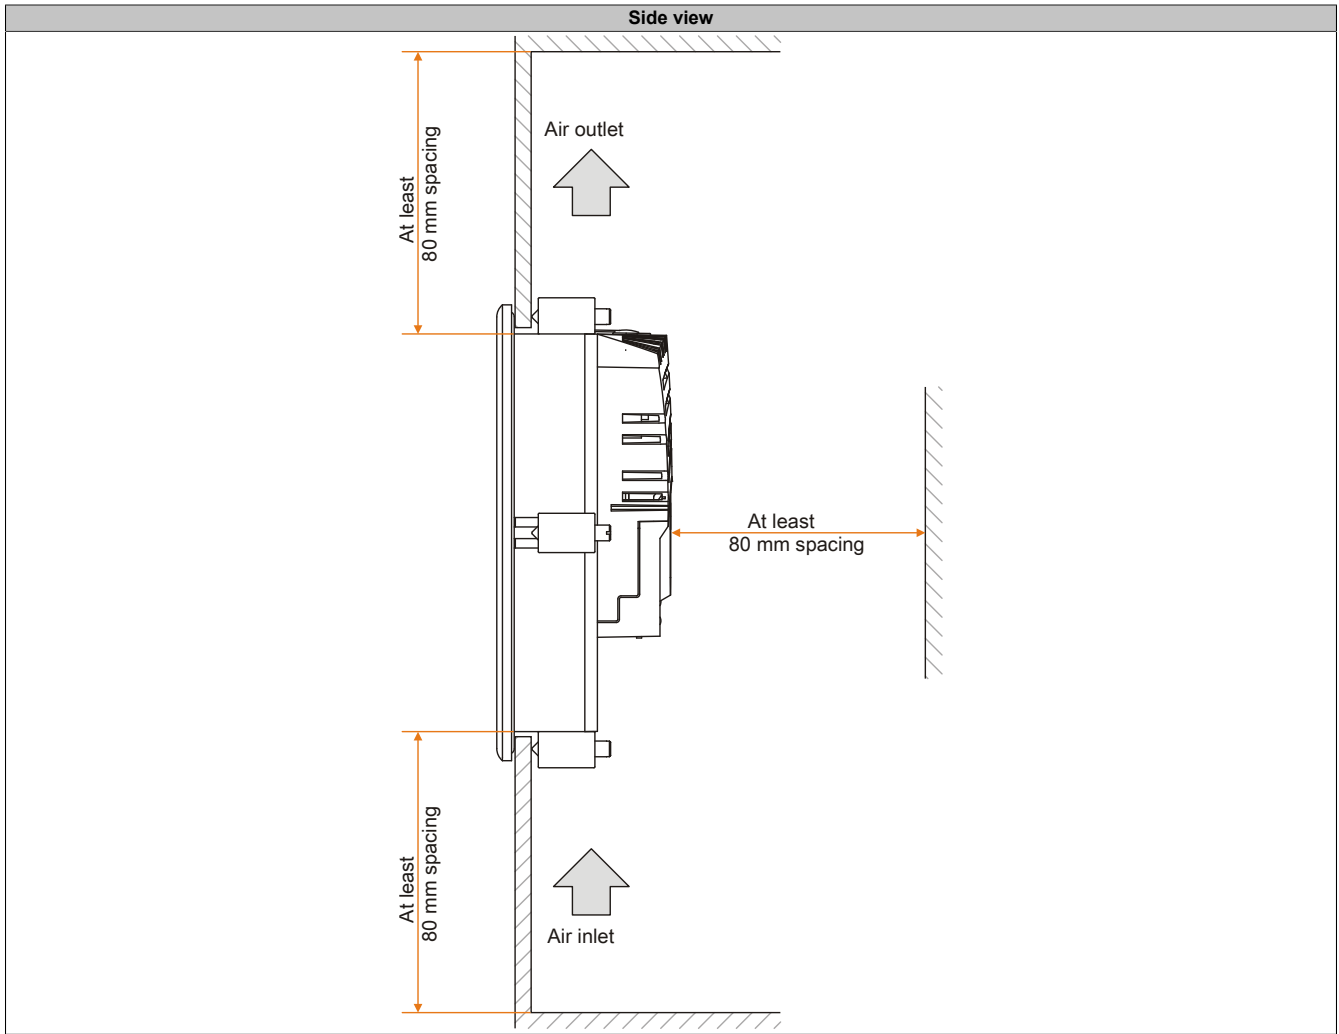 Side view
Air outlet
At least
80 mm spacing
At least
80 mm spacing
At least
80 mm spacing
Air inlet